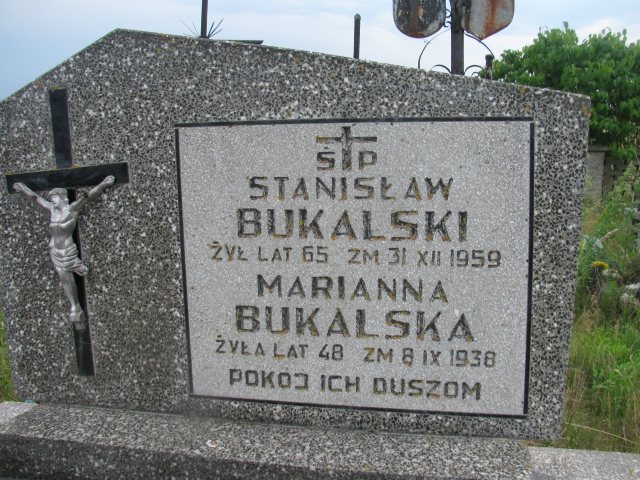 ŚP
STANISŁAW
BUKALSKI
ŻYŁ LAT 65 ZM 31 XII 1959
MARIANNA
BUKALSKA
ŻYŁA LAT 48 ZM 8 IX 1938
POKÓJ ICH DUSZOM